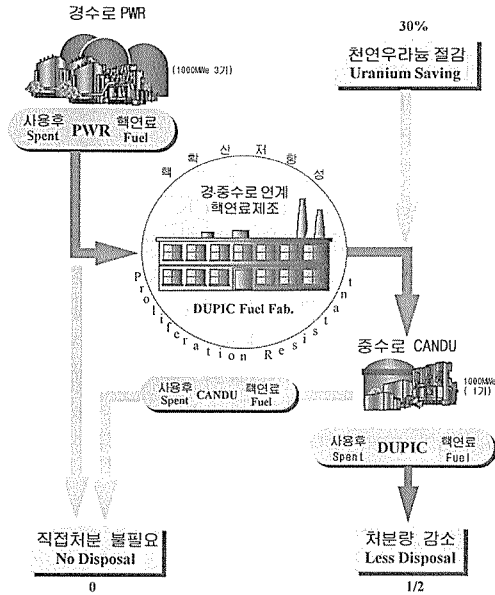 경수로 PWR
(1000MWe 3기)
30%
천연우라늄 절감
Uranium Saving
사용후 PWR 핵연료
Spent Fuel
핵확산저항성
경·중수로연계
핵연료제조
DUPIC Fuel Fab.
Proliferation Resistant
중수로 CANDU
1000MWe
( 1기)
사용후 CANDU 핵연료
Spent Fuel
사용후 DUPIC 핵연료
Spent Fuel
직접처분 불필요
No Disposal
0
처분량 감소
Less Disposal
1/2